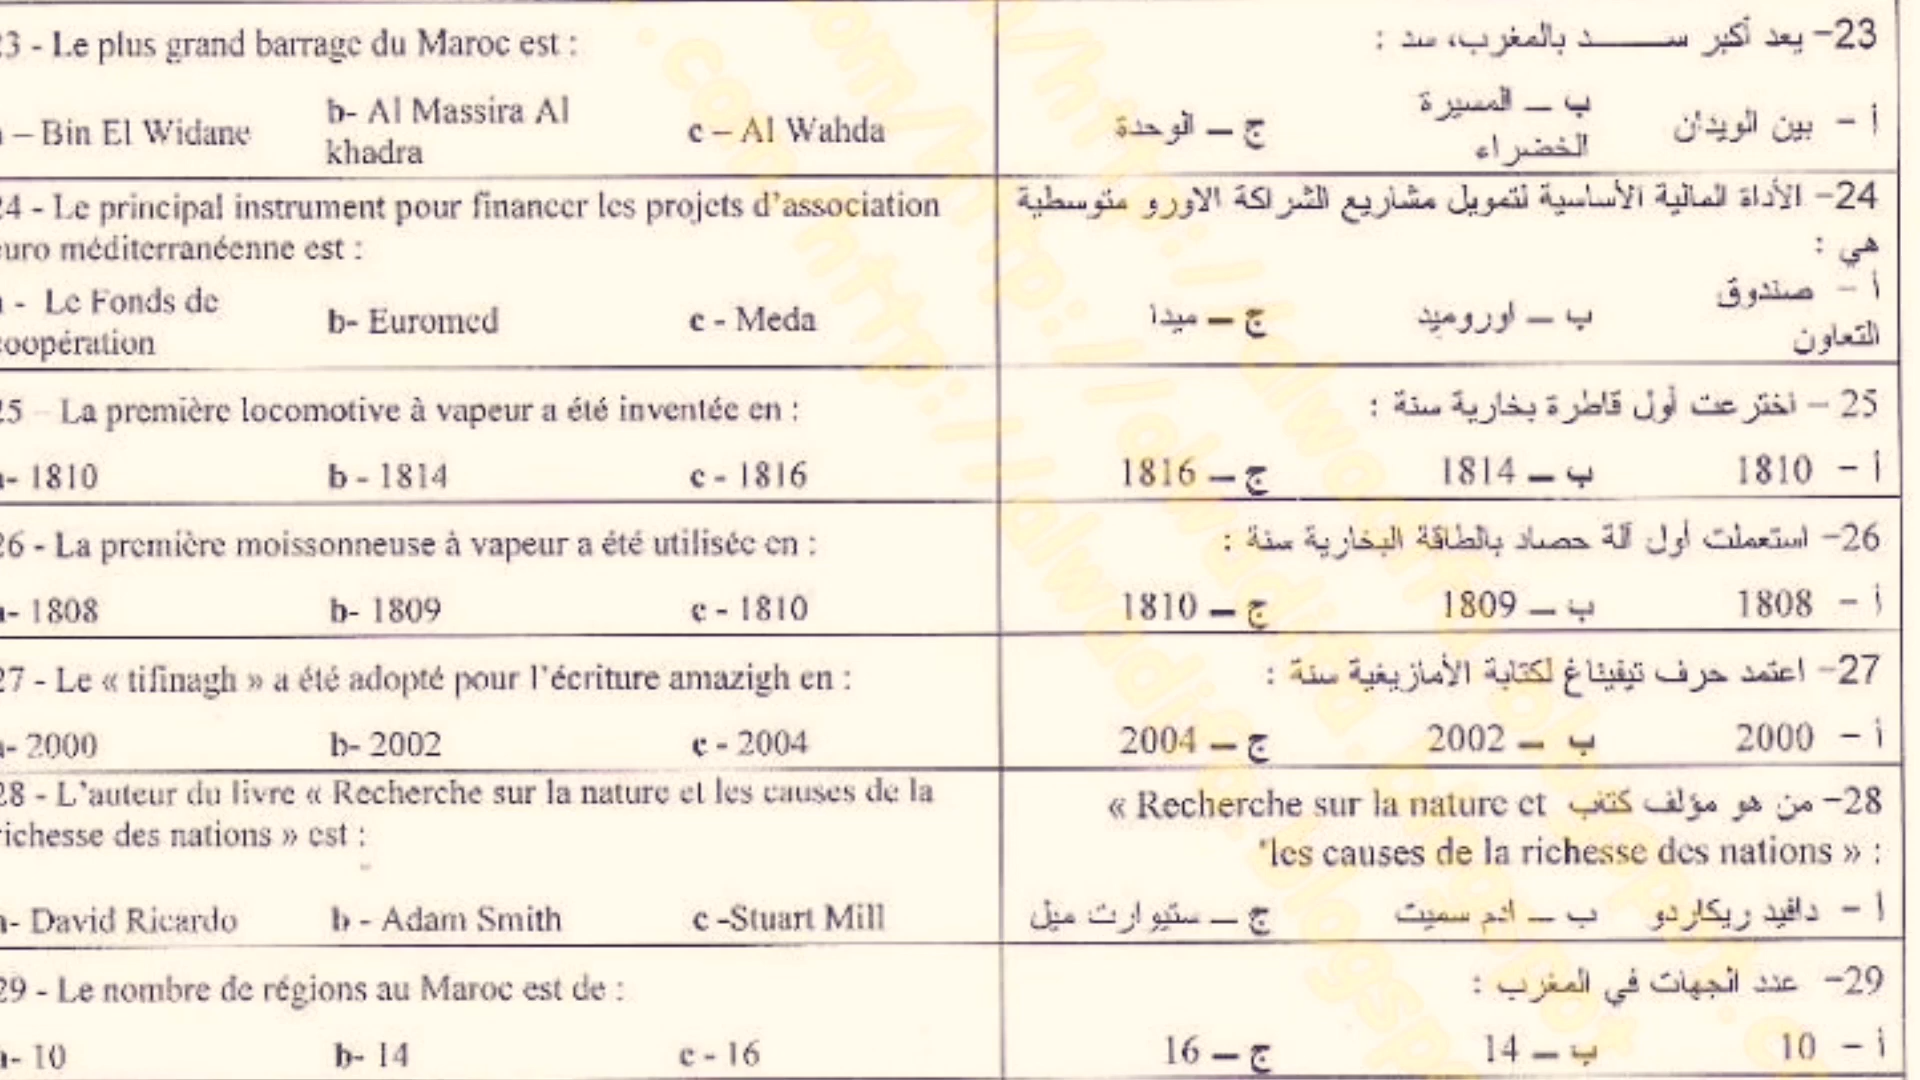 3 - Le plus grand barrage du Maroc est :
– Bin El Widane
b- Al Massira Al
khadra
c – Al Wahda
23– يعد أكبر ســـــد بالمغرب، سد :
أ – بين الويدان
ب – المسيرة
الخضراء
ج – الوحدة
24 - Le principal instrument pour financer les projets d'association
euro méditerranéenne est :
- Le Fonds de
coopération
b- Euromed
c - Meda
24– الأداة المالية الأساسية لتمويل مشاريع الشراكة الاورو متوسطية
هي :
أ – صندوق
التعاون
ب – اوروميد
ج – ميدا
25 – La première locomotive à vapeur a été inventée en :
- 1810
b - 1814
c - 1816
25 – اخترعت أول قاطرة بخارية سنة :
أ – 1810
ب – 1814
ج – 1816
26 - La première moissonneuse à vapeur a été utilisée en :
- 1808
b- 1809
c - 1810
26– استعملت أول آلة حصاد بالطاقة البخارية سنة :
أ – 1808
ب – 1809
ج – 1810
27 - Le « tifinagh » a été adopté pour l'écriture amazigh en :
- 2000
b- 2002
c - 2004
27– اعتمد حرف تيفيناغ لكتابة الأمازيغية سنة :
أ – 2000
ب – 2002
ج – 2004
28 - L'auteur du livre « Recherche sur la nature et les causes de la
richesse des nations » est :
- David Ricardo
b - Adam Smith
c -Stuart Mill
28– من هو مؤلف كتاب « Recherche sur la nature et
les causes de la richesse des nations » :
أ – دافيد ريكاردو
ب – ادم سميت
ج – ستيوارت ميل
29 - Le nombre de régions au Maroc est de :
- 10
b- 14
c - 16
29– عدد الجهات في المغرب :
أ – 10
ب – 14
ج – 16